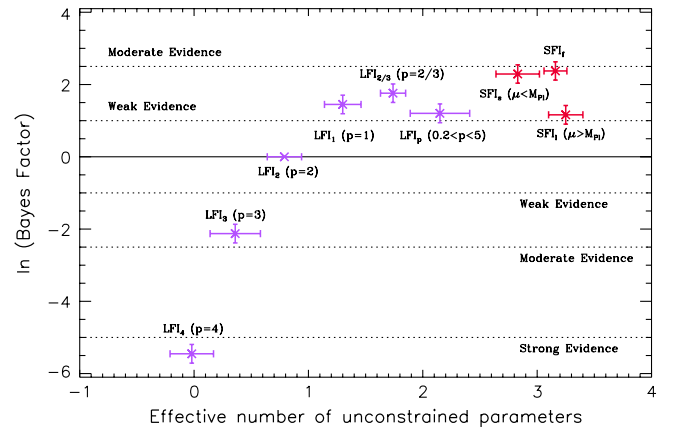 4
Moderate Evidence
LFI2/3 (p=2/3)
SFIf
2
SFIs (μ<MPl)
Weak Evidence
LFI1 (p=1)
LFIp (0.2<p<5)
SFIl (μ>MPl)
0
LFI2 (p=2)
Weak Evidence
LFI3 (p=3)
−2
Moderate Evidence
−4
LFI4 (p=4)
Strong Evidence
−6
−1 0 1 2 3 4
Effective number of unconstrained parameters
ln (Bayes Factor)